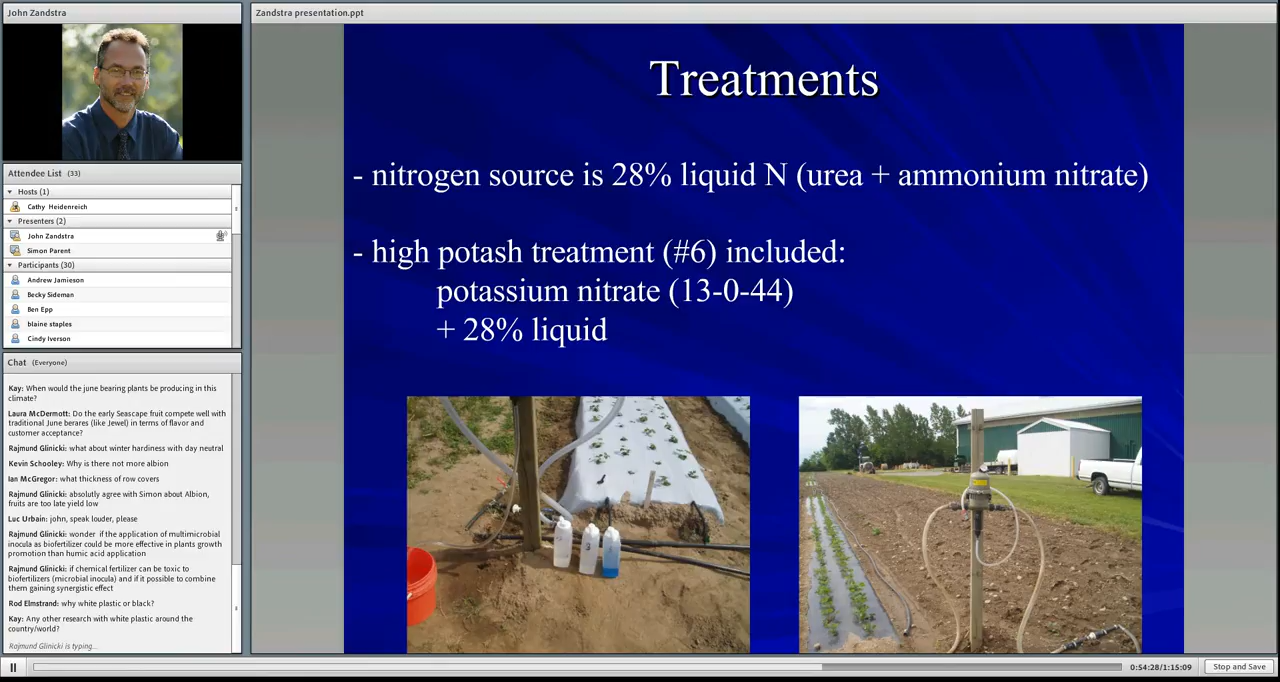 John Zandstra
Zandstra presentation.ppt
Attendee List (33)
Hosts (1)
Cathy Heidenreich
Presenters (2)
John Zandstra
Simon Parent
Participants (30)
Andrew Jamieson
Becky Sideman
Ben Epp
blaine staples
Cindy Iverson
Chat (Everyone)
Kay: When would the june bearing plants be producing in this
climate?
Laura McDermott: Do the early Seascape fruit compete well with
traditional June berares (like Jewel) in terms of flavor and
customer acceptance?
Rajmund Glinicki: what about winter hardiness with day neutral
Kevin Schooley: Why is there not more albion
Ian McGregor: what thickness of row covers
Rajmund Glinicki: absolutly agree with Simon about Albion,
fruits are too late yield low
Luc Urbain: john, speak louder, please
Rajmund Glinicki: wonder if the application of multimicrobial
inocula as biofertilizer could be more effective in plants growth
promotion than humic acid application
Rajmund Glinicki: if chemical fertilizer can be toxic to
biofertilizers (microbial inocula) and if it possible to combine
them gaining synergistic effect
Rod Elmstrand: why white plastic or black?
Kay: Any other research with white plastic around the
country/world?
Rajmund Glinicki is typing...
Treatments
- nitrogen source is 28% liquid N (urea + ammonium nitrate)
- high potash treatment (#6) included:
potassium nitrate (13-0-44)
+ 28% liquid
3
0:54:28/1:15:09
Stop and Save